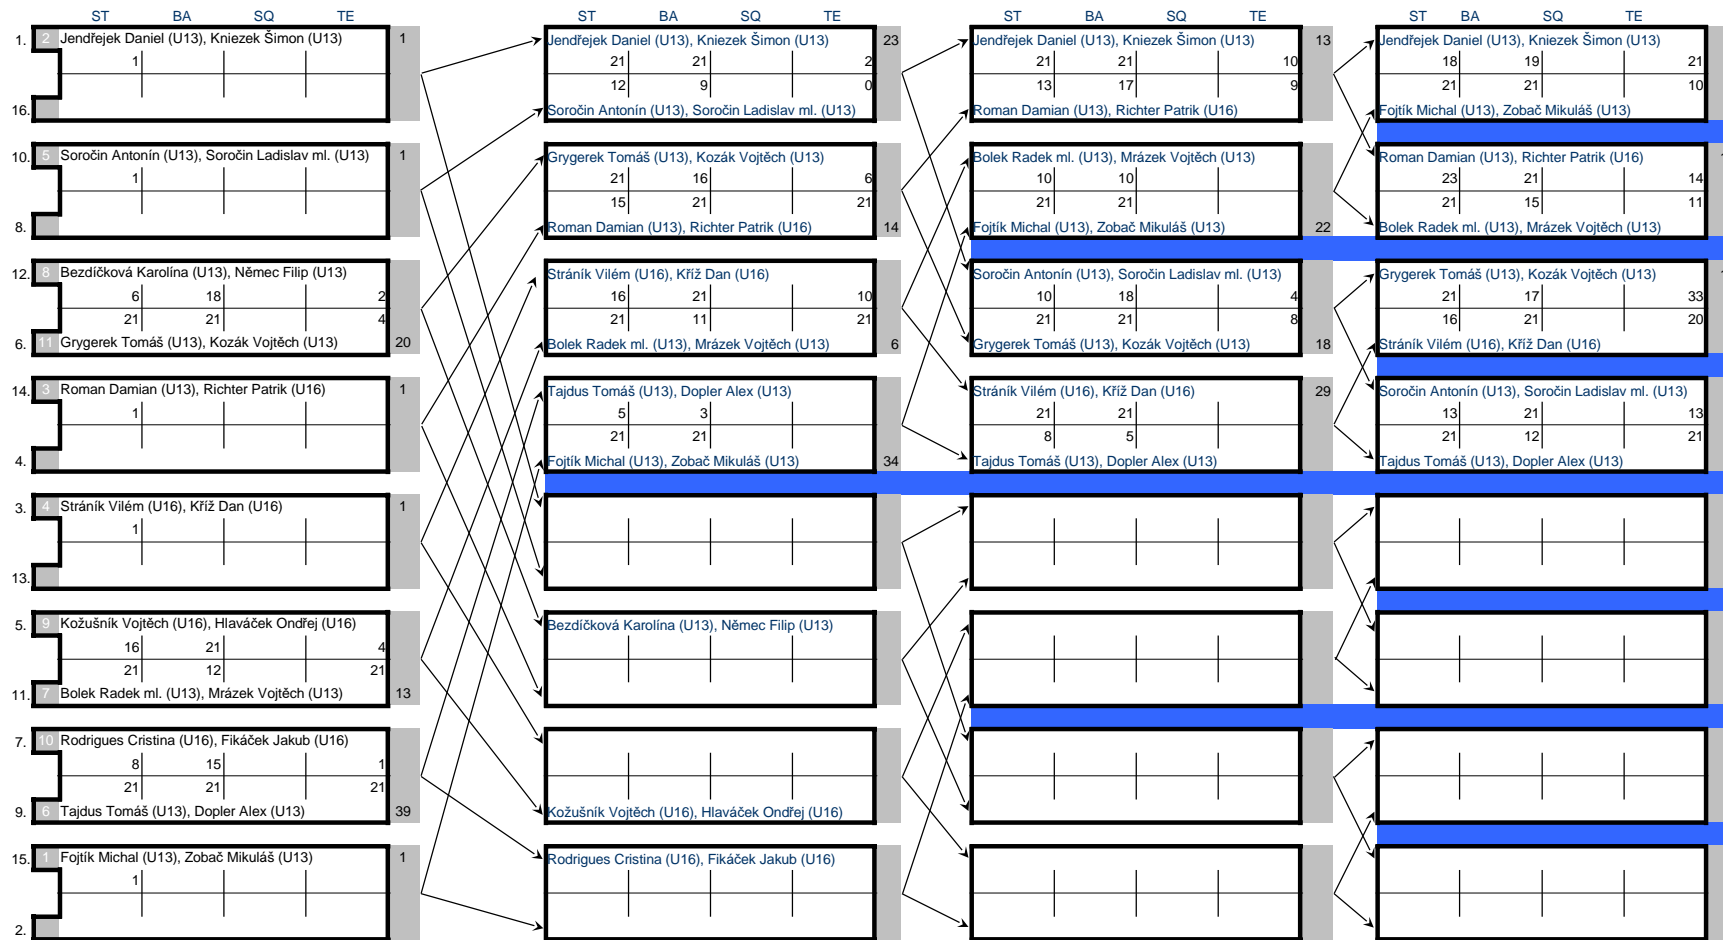 ST BA SQ TE ST BA SQ TE ST BA SQ TE ST BA SQ TE
1. 2 Jendřejek Daniel (U13), Kniezek Šimon (U13) 1
1
16.
10. 5 Soročin Antonín (U13), Soročin Ladislav ml. (U13) 1
1
8.
12. 8 Bezdíčková Karolína (U13), Němec Filip (U13)
6 18 2
21 21 4
6. 11 Grygerek Tomáš (U13), Kozák Vojtěch (U13) 20
14. 3 Roman Damian (U13), Richter Patrik (U16) 1
1
4.
3. 4 Stráník Vilém (U16), Kříž Dan (U16) 1
1
13.
5. 9 Kožušník Vojtěch (U16), Hlaváček Ondřej (U16)
16 21 4
21 12 21
11. 7 Bolek Radek ml. (U13), Mrázek Vojtěch (U13) 13
7. 10 Rodrigues Cristina (U16), Fikáček Jakub (U16)
8 15 1
21 21 21
9. 6 Tajdus Tomáš (U13), Dopler Alex (U13) 39
15. 1 Fojtík Michal (U13), Zobač Mikuláš (U13) 1
1
2.
Jendřejek Daniel (U13), Kniezek Šimon (U13) 23
21 21 2
12 9 0
Soročin Antonín (U13), Soročin Ladislav ml. (U13)
Grygerek Tomáš (U13), Kozák Vojtěch (U13)
21 16 6
15 21 21
Roman Damian (U13), Richter Patrik (U16) 14
Stráník Vilém (U16), Kříž Dan (U16)
16 21 10
21 11 21
Bolek Radek ml. (U13), Mrázek Vojtěch (U13) 6
Tajdus Tomáš (U13), Dopler Alex (U13)
5 3
21 21
Fojtík Michal (U13), Zobač Mikuláš (U13) 34
Bezdíčková Karolína (U13), Němec Filip (U13)
Kožušník Vojtěch (U16), Hlaváček Ondřej (U16)
Rodrigues Cristina (U16), Fikáček Jakub (U16)
Jendřejek Daniel (U13), Kniezek Šimon (U13) 13
21 21 10
13 17 9
Roman Damian (U13), Richter Patrik (U16)
Bolek Radek ml. (U13), Mrázek Vojtěch (U13)
10 10
21 21
Fojtík Michal (U13), Zobač Mikuláš (U13) 22
Soročin Antonín (U13), Soročin Ladislav ml. (U13)
10 18 4
21 21 8
Grygerek Tomáš (U13), Kozák Vojtěch (U13) 18
Stráník Vilém (U16), Kříž Dan (U16) 29
21 21
8 5
Tajdus Tomáš (U13), Dopler Alex (U13)
Jendřejek Daniel (U13), Kniezek Šimon (U13)
18 19 21
21 21 10
Fojtík Michal (U13), Zobač Mikuláš (U13)
Roman Damian (U13), Richter Patrik (U16)
23 21 14
21 15 11
Bolek Radek ml. (U13), Mrázek Vojtěch (U13)
Grygerek Tomáš (U13), Kozák Vojtěch (U13)
21 17 33
16 21 20
Stráník Vilém (U16), Kříž Dan (U16)
Soročin Antonín (U13), Soročin Ladislav ml. (U13)
13 21 13
21 12 21
Tajdus Tomáš (U13), Dopler Alex (U13)